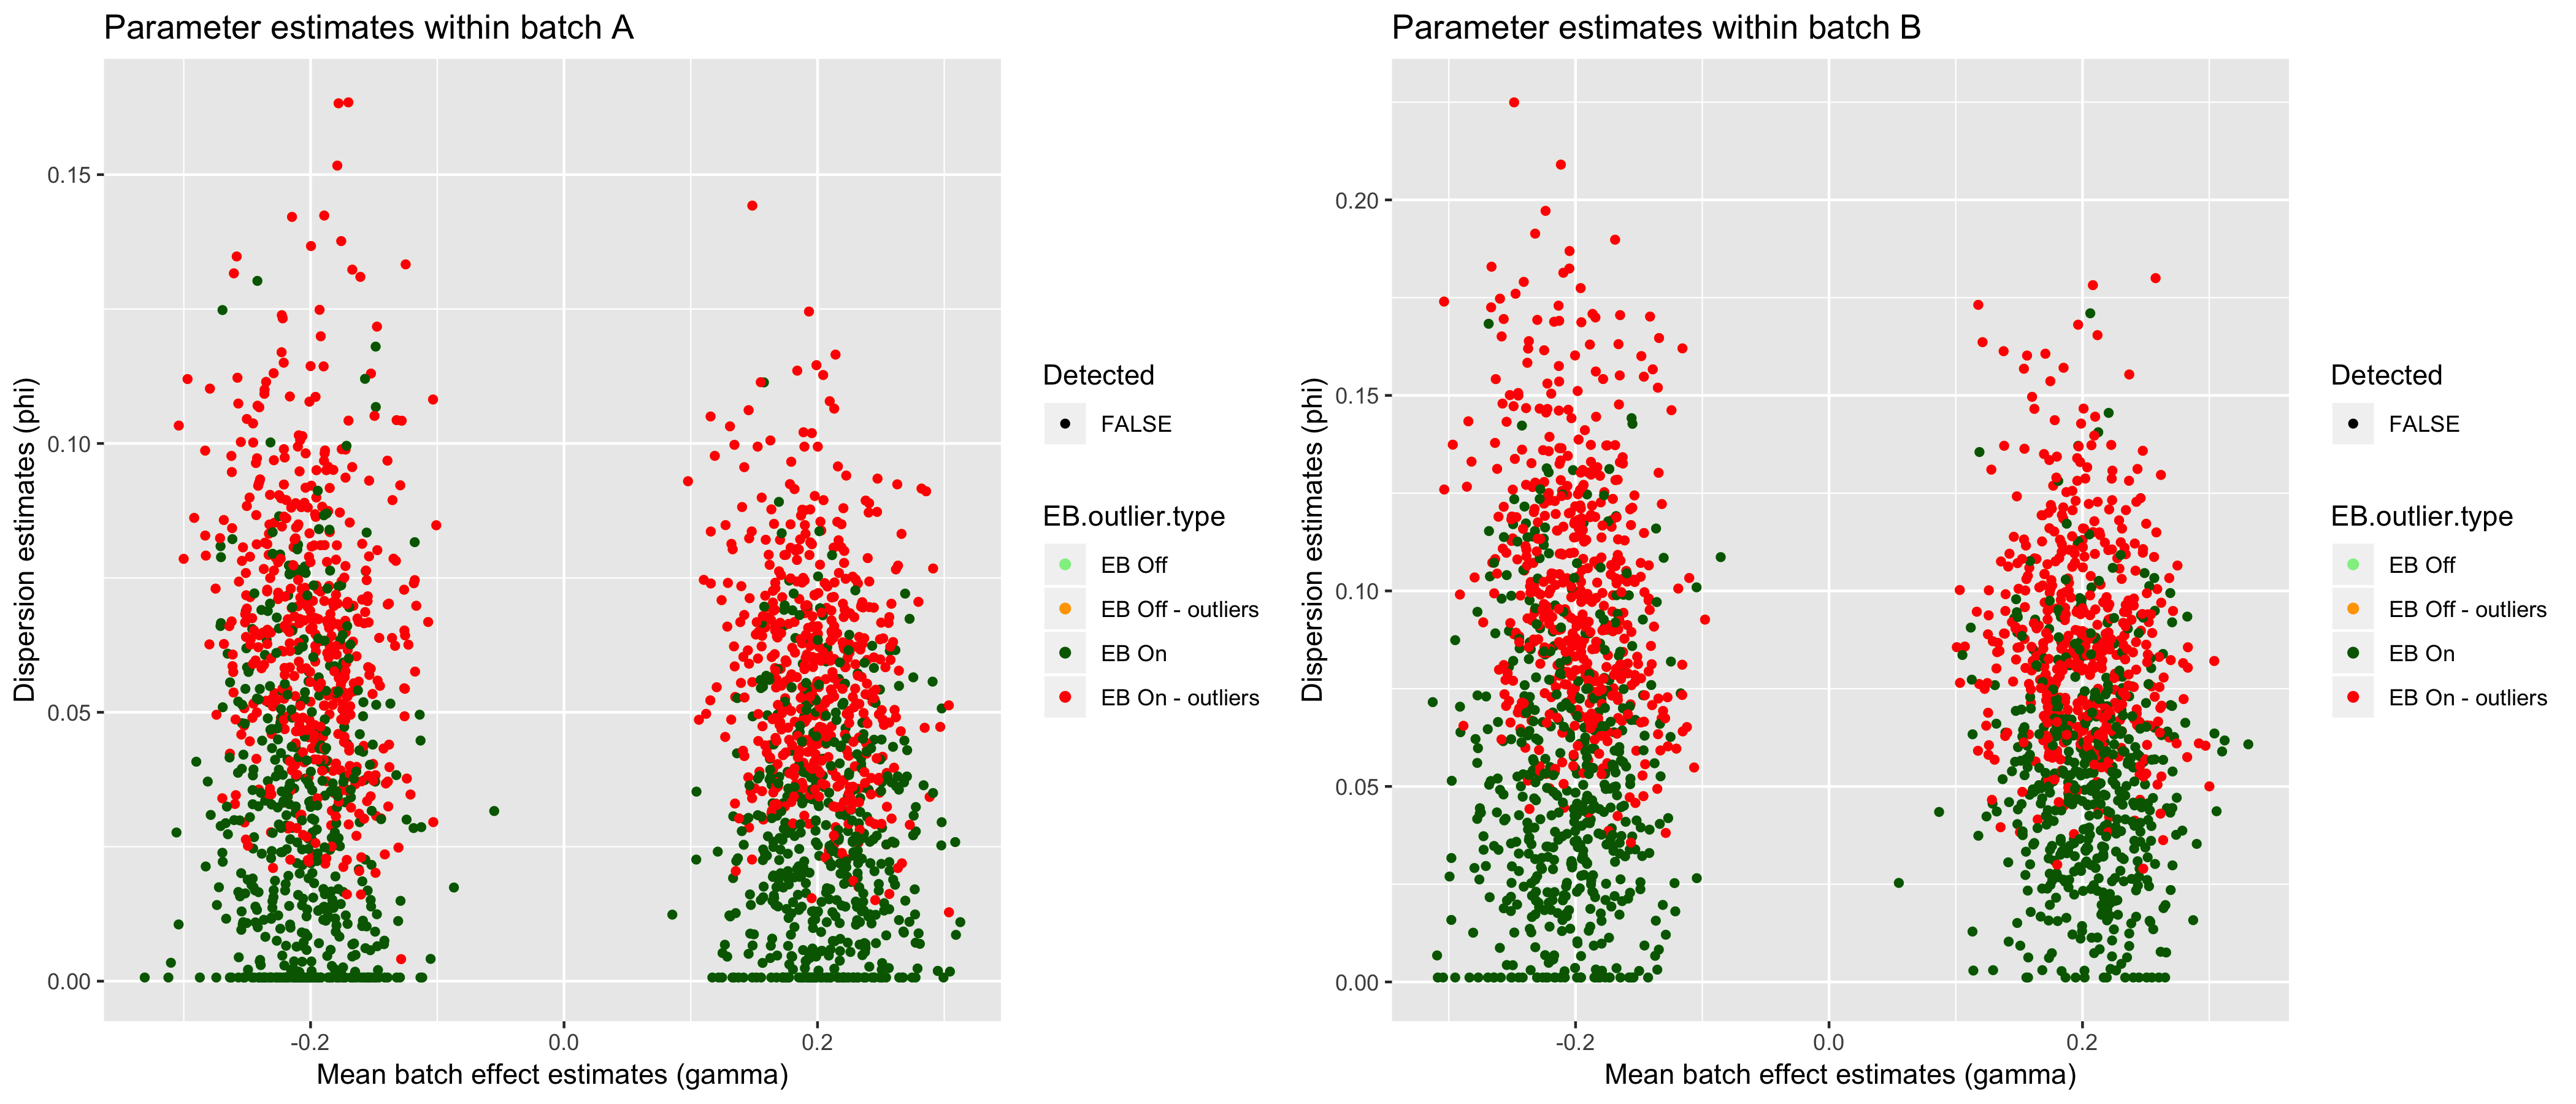 Parameter estimates within batch A
Dispersion estimates (phi)
0.15
0.10
0.05
0.00
-0.2
0.0
0.2
Mean batch effect estimates (gamma)
Detected
FALSE
EB.outlier.type
EB Off
EB Off - outliers
EB On
EB On - outliers
Parameter estimates within batch B
Dispersion estimates (phi)
0.20
0.15
0.10
0.05
0.00
-0.2
0.0
0.2
Mean batch effect estimates (gamma)
Detected
FALSE
EB.outlier.type
EB Off
EB Off - outliers
EB On
EB On - outliers